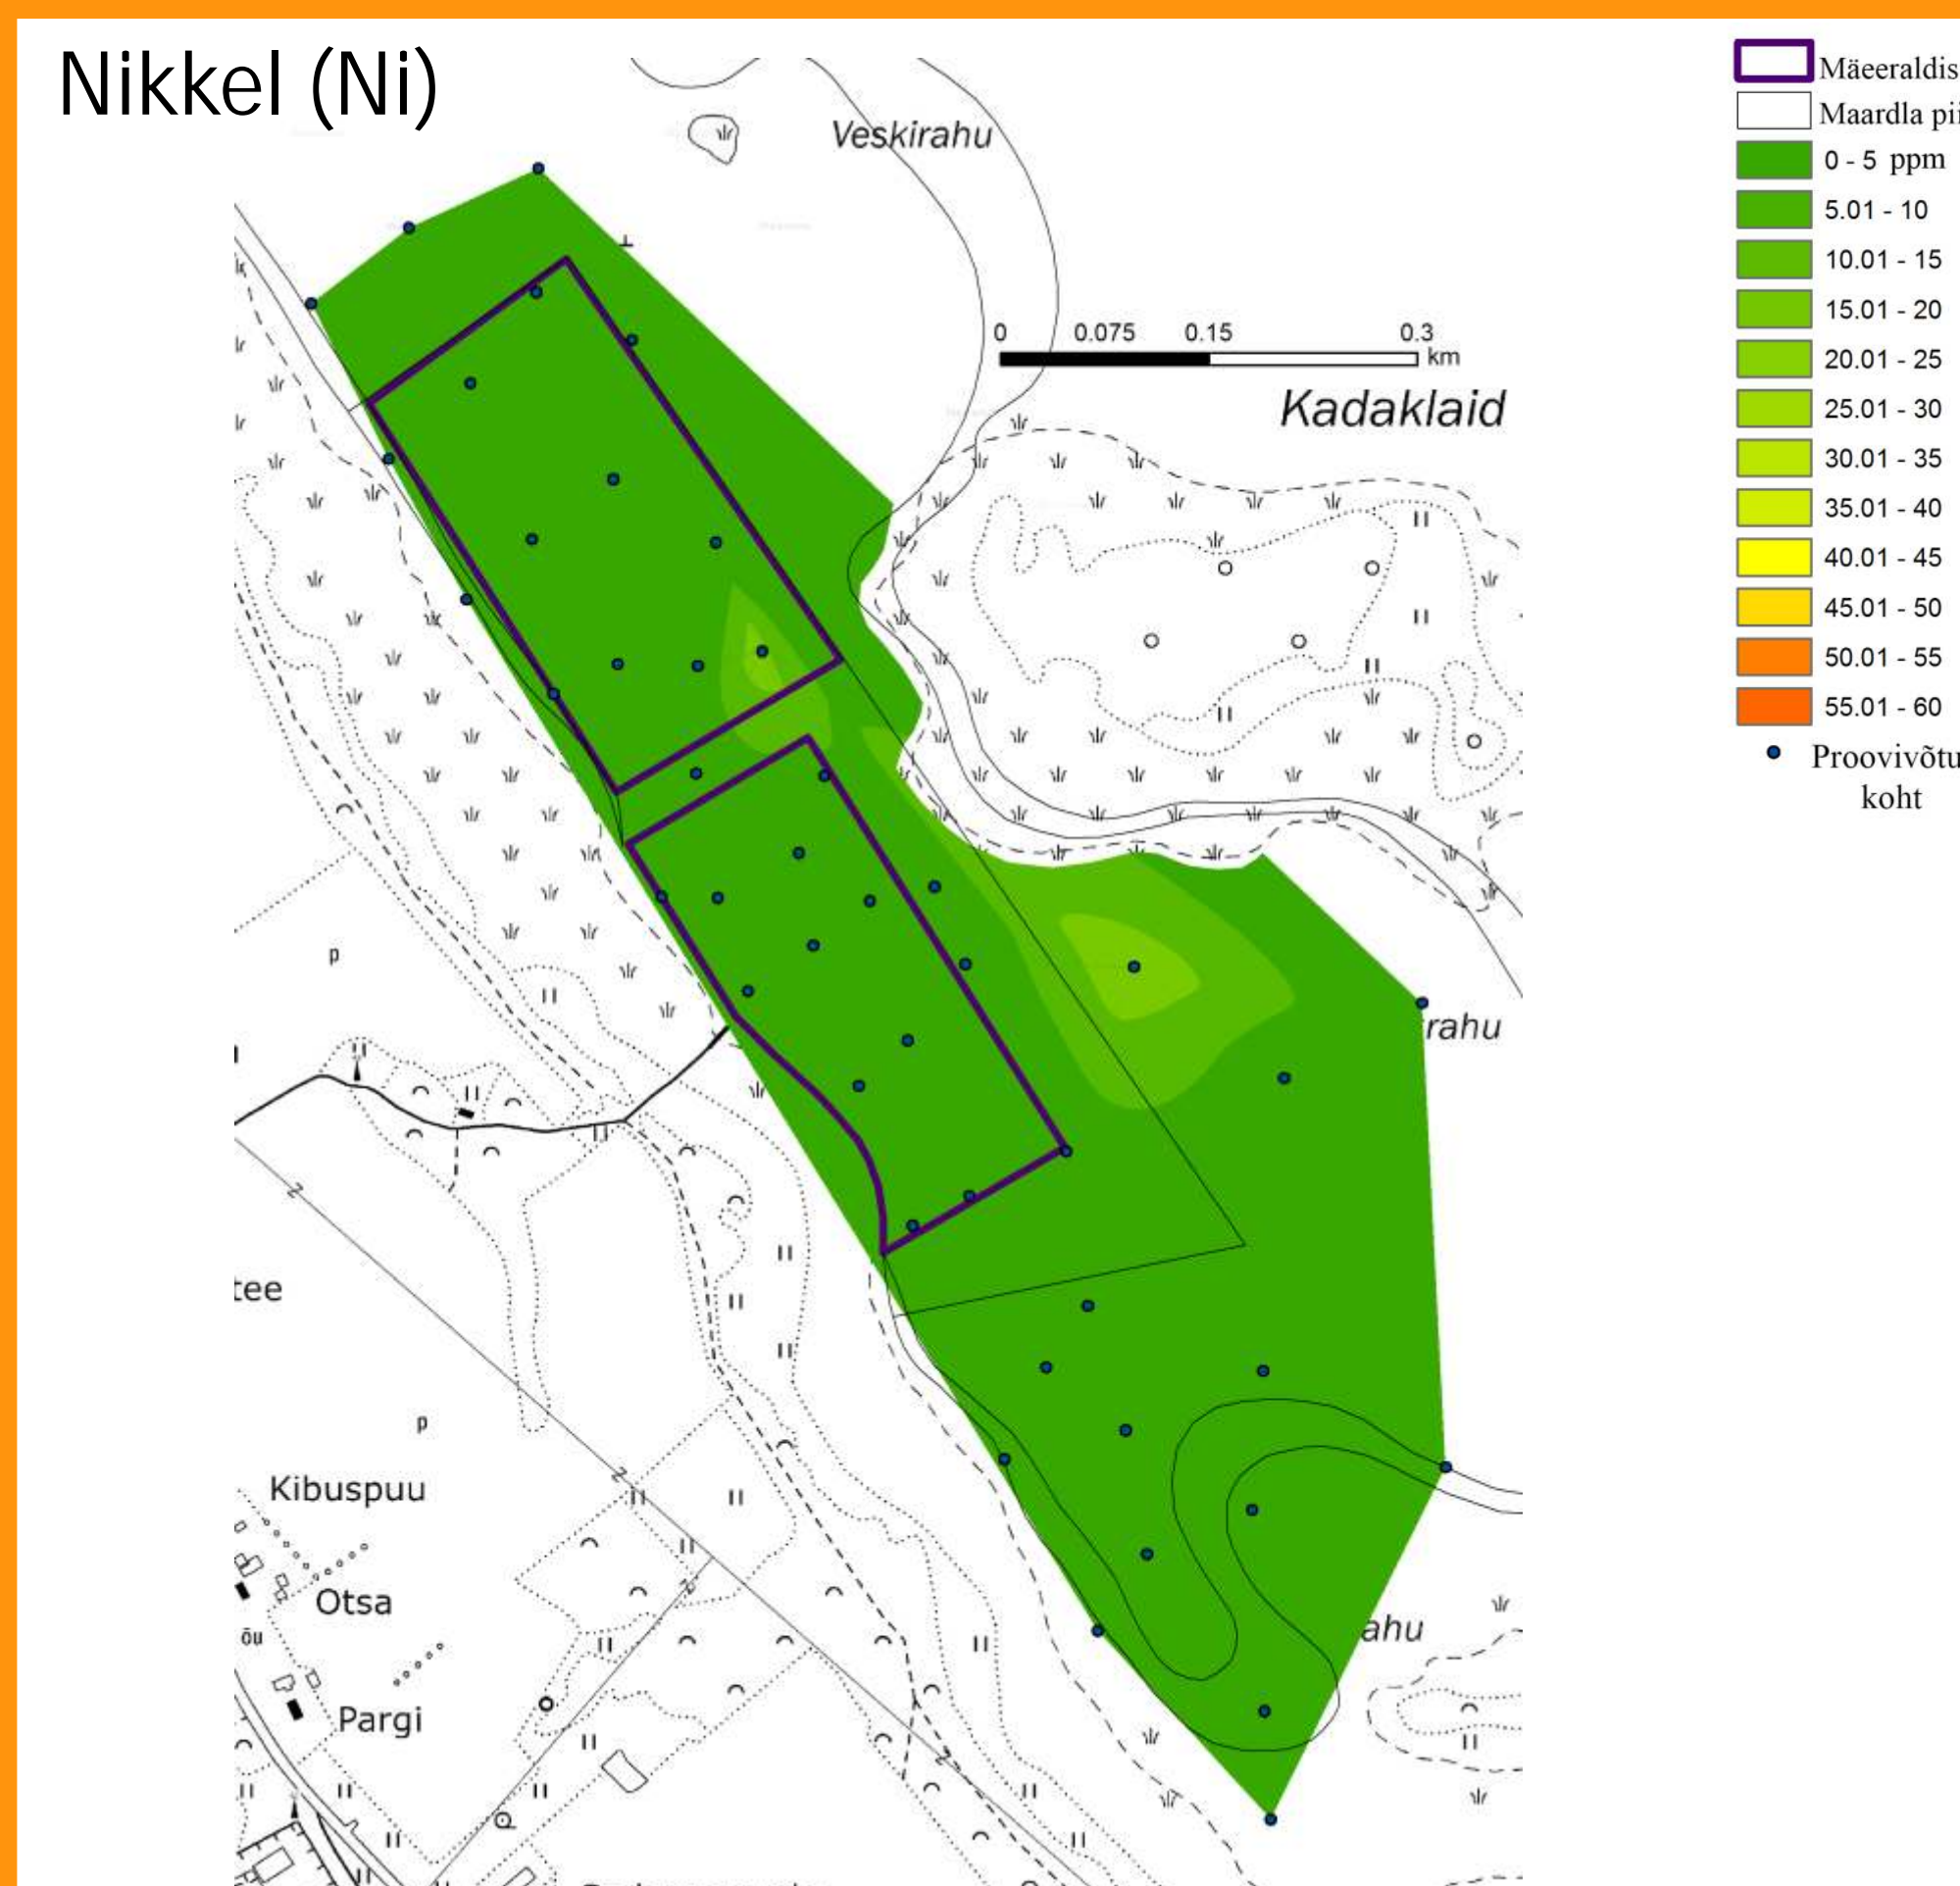 Nikkel (Ni)
Veskirahu
0 0.075 0.15 0.3
km
Kadaklaid
rahu
p
tee
p
Kibuspuu
Otsa
õu
Pargi
ahu
Mäeeraldis
Maardla pii
0 - 5 ppm
5.01 - 10
10.01 - 15
15.01 - 20
20.01 - 25
25.01 - 30
30.01 - 35
35.01 - 40
40.01 - 45
45.01 - 50
50.01 - 55
55.01 - 60
Proovivõtu
koht